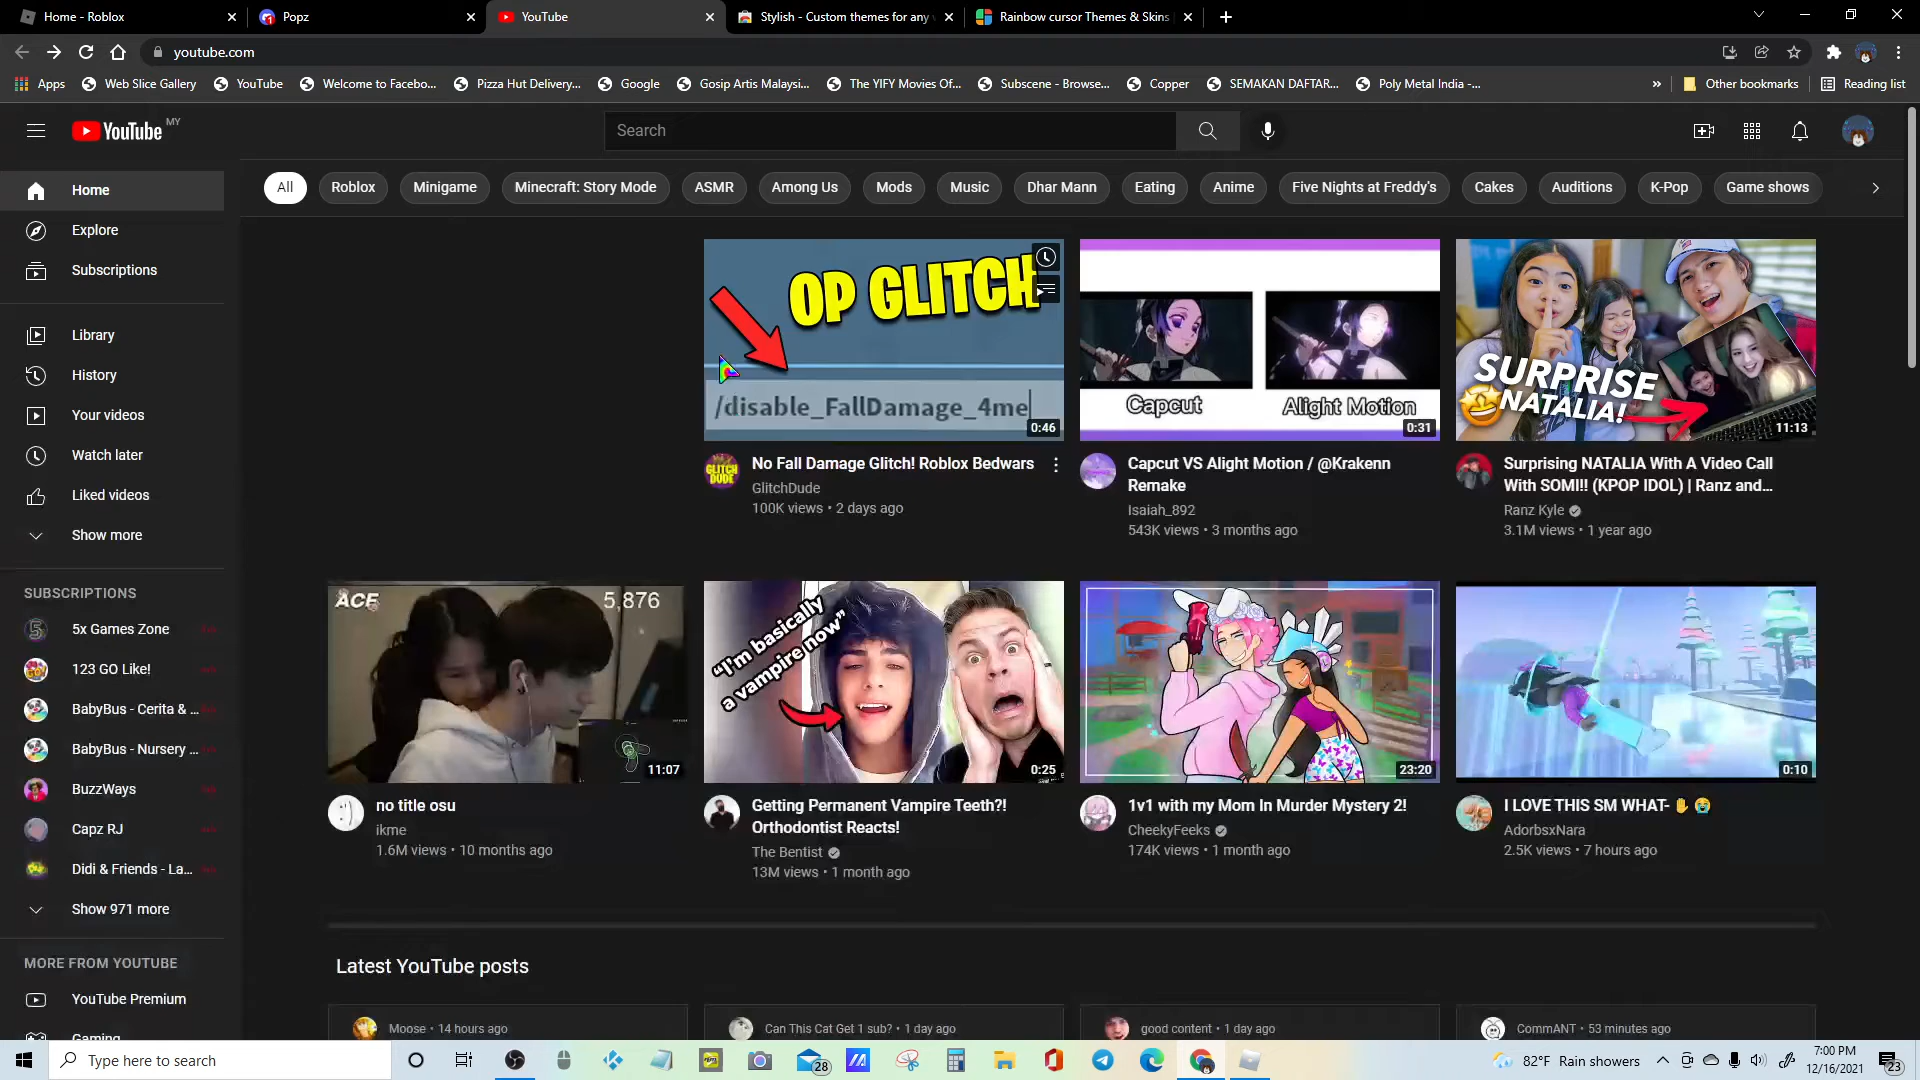 Home - Roblox
Popz
YouTube
Stylish - Custom themes for any
Rainbow cursor Themes & Skins
youtube.com
Apps
Web Slice Gallery
YouTube
Welcome to Facebo...
Pizza Hut Delivery...
Google
Gosip Artis Malaysi...
The YIFY Movies Of...
Subscene - Browse...
Copper
SEMAKAN DAFTAR...
Poly Metal India -...
Other bookmarks
Reading list
YouTube MY
Search
Home
Explore
Subscriptions
Library
History
Your videos
Watch later
Liked videos
Show more
SUBSCRIPTIONS
5x Games Zone
123 GO Like!
BabyBus - Cerita & ...
BabyBus - Nursery ...
BuzzWays
Capz RJ
Didi & Friends - La...
Show 971 more
MORE FROM YOUTUBE
YouTube Premium
Gaming
All
Roblox
Minigame
Minecraft: Story Mode
ASMR
Among Us
Mods
Music
Dhar Mann
Eating
Anime
Five Nights at Freddy's
Cakes
Auditions
K-Pop
Game shows
OP GLITCH
/disable_FallDamage_4me
0:46
GLITCH
DUDE
No Fall Damage Glitch! Roblox Bedwars
GlitchDude
100K views • 2 days ago
Capcut
Alight Motion
0:31
Capcut VS Alight Motion / @Krakenn
Remake
Isaiah_892
543K views • 3 months ago
SURPRISE
NATALIA!
11:13
Surprising NATALIA With A Video Call
With SOMI!! (KPOP IDOL) | Ranz and...
Ranz Kyle
3.1M views • 1 year ago
ACE
5,876
11:07
no title osu
ikme
1.6M views • 10 months ago
"I'm basically
a vampire now"
0:25
Getting Permanent Vampire Teeth?!
Orthodontist Reacts!
The Bentist
13M views • 1 month ago
23:20
1v1 with my Mom In Murder Mystery 2!
CheekyFeeks
174K views • 1 month ago
0:10
I LOVE THIS SM WHAT- ✋😭
AdorbsxNara
2.5K views • 7 hours ago
Latest YouTube posts
Moose • 14 hours ago
Can This Cat Get 1 sub? • 1 day ago
good content • 1 day ago
CommANT • 53 minutes ago
Type here to search
28
82°F Rain showers
7:00 PM
12/16/2021
23